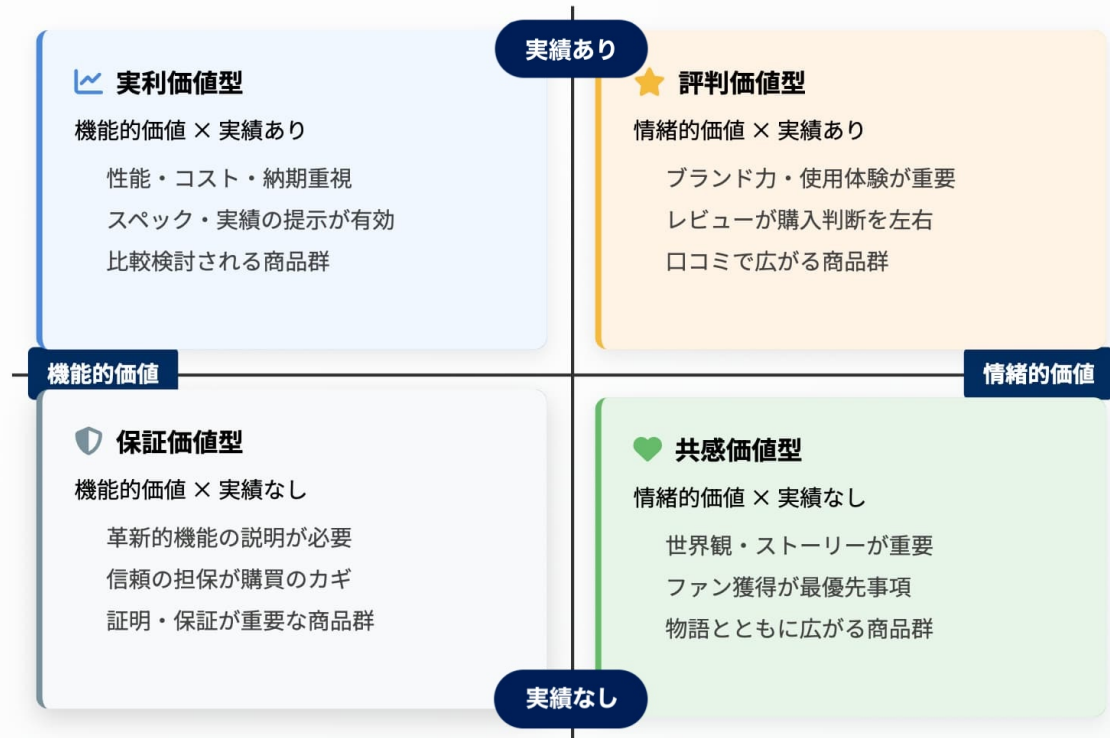 実績あり
実利価値型
機能的価値 × 実績あり
性能・コスト・納期重視
スペック・実績の提示が有効
比較検討される商品群
評判価値型
情緒的価値 × 実績あり
ブランド力・使用体験が重要
レビューが購入判断を左右
口コミで広がる商品群
機能的価値
情緒的価値
保証価値型
機能的価値 × 実績なし
革新的機能の説明が必要
信頼の担保が購買のカギ
証明・保証が重要な商品群
共感価値型
情緒的価値 × 実績なし
世界観・ストーリーが重要
ファン獲得が最優先事項
物語とともに広がる商品群
実績なし